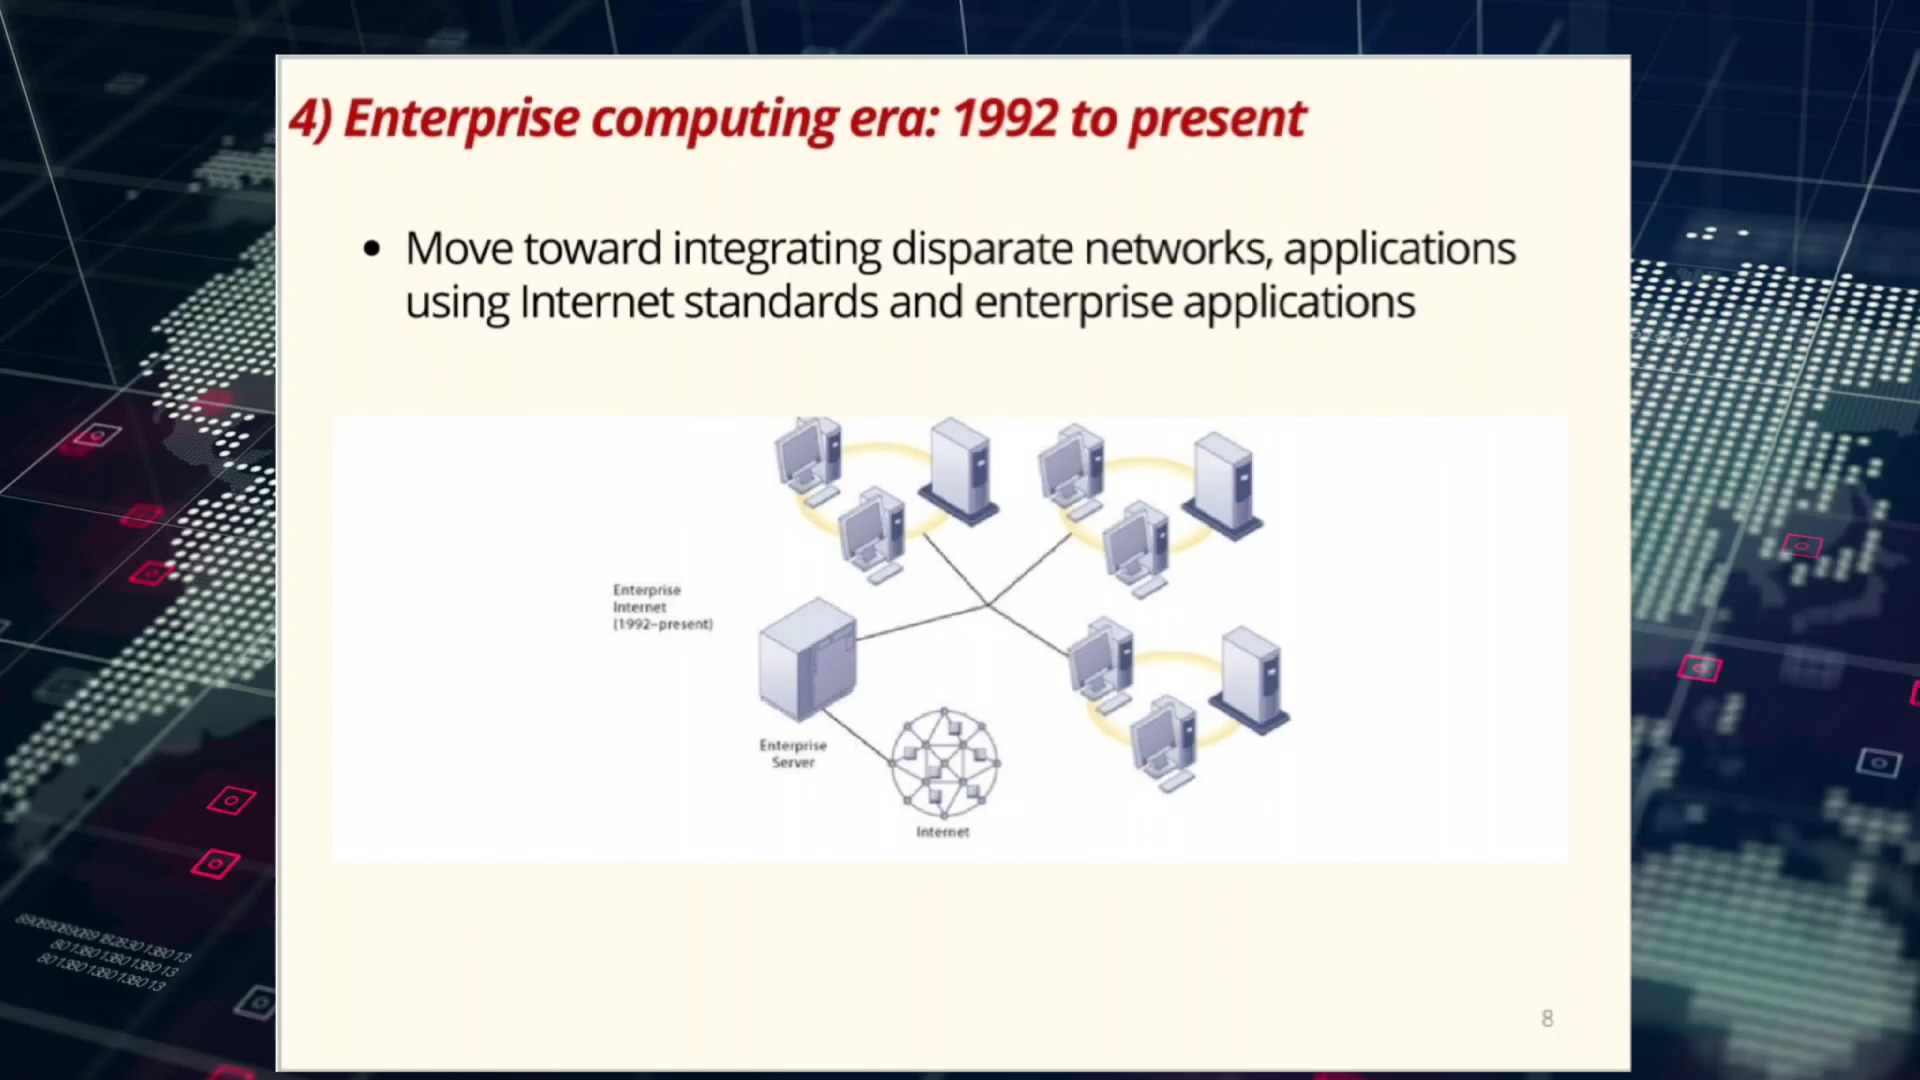 4) Enterprise computing era: 1992 to present
• Move toward integrating disparate networks, applications
using Internet standards and enterprise applications
Enterprise
Internet
(1992–present)
Enterprise
Server
Internet
8